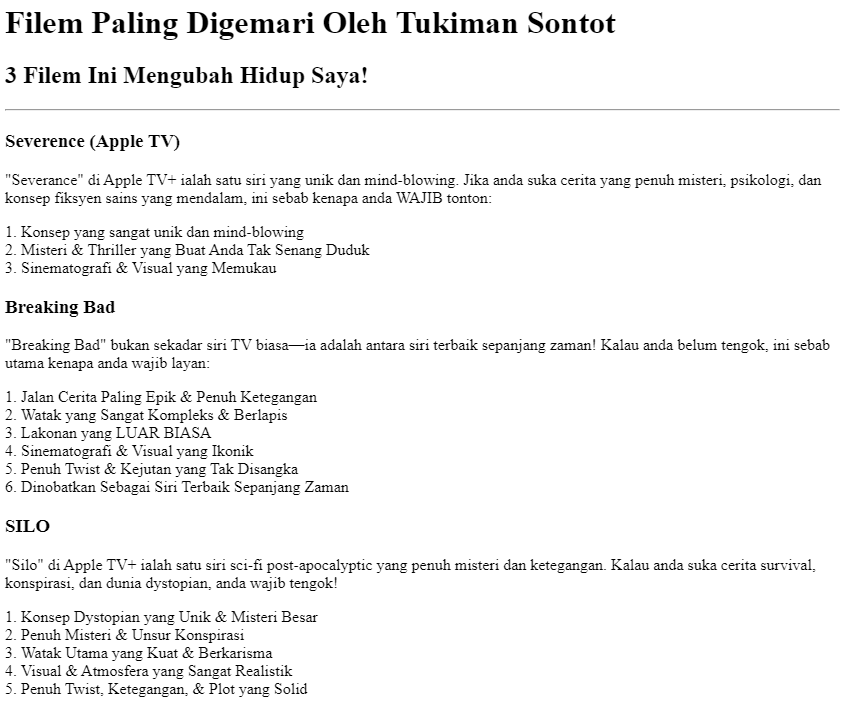 Filem Paling Digemari Oleh Tukiman Sontot
3 Filem Ini Mengubah Hidup Saya!
Severence (Apple TV)
"Severance" di Apple TV+ ialah satu siri yang unik dan mind-blowing. Jika anda suka cerita yang penuh misteri, psikologi, dan
konsep fiksyen sains yang mendalam, ini sebab kenapa anda WAJIB tonton:
1. Konsep yang sangat unik dan mind-blowing
2. Misteri & Thriller yang Buat Anda Tak Senang Duduk
3. Sinematografi & Visual yang Memukau
Breaking Bad
"Breaking Bad" bukan sekadar siri TV biasa—ia adalah antara siri terbaik sepanjang zaman! Kalau anda belum tengok, ini sebab
utama kenapa anda wajib layan:
1. Jalan Cerita Paling Epik & Penuh Ketegangan
2. Watak yang Sangat Kompleks & Berlapis
3. Lakonan yang LUAR BIASA
4. Sinematografi & Visual yang Ikonik
5. Penuh Twist & Kejutan yang Tak Disangka
6. Dinobatkan Sebagai Siri Terbaik Sepanjang Zaman
SILO
"Silo" di Apple TV+ ialah satu siri sci-fi post-apocalyptic yang penuh misteri dan ketegangan. Kalau anda suka cerita survival,
konspirasi, dan dunia dystopian, anda wajib tengok!
1. Konsep Dystopian yang Unik & Misteri Besar
2. Penuh Misteri & Unsur Konspirasi
3. Watak Utama yang Kuat & Berkarisma
4. Visual & Atmosfera yang Sangat Realistik
5. Penuh Twist, Ketegangan, & Plot yang Solid